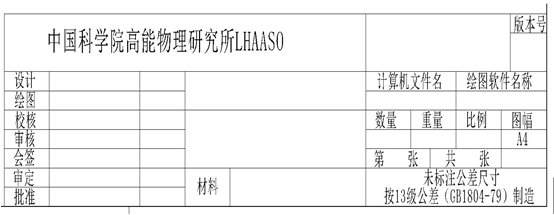 版本号
中国科学院高能物理研究所LHAASO
设计 计算机文件名 绘图软件名称
绘图
校核 数量 重量 比例 图幅
审核 A4
会签 第 张 共 张
审定 材料 未标注公差尺寸
批准 按13级公差(GB1804-79)制造